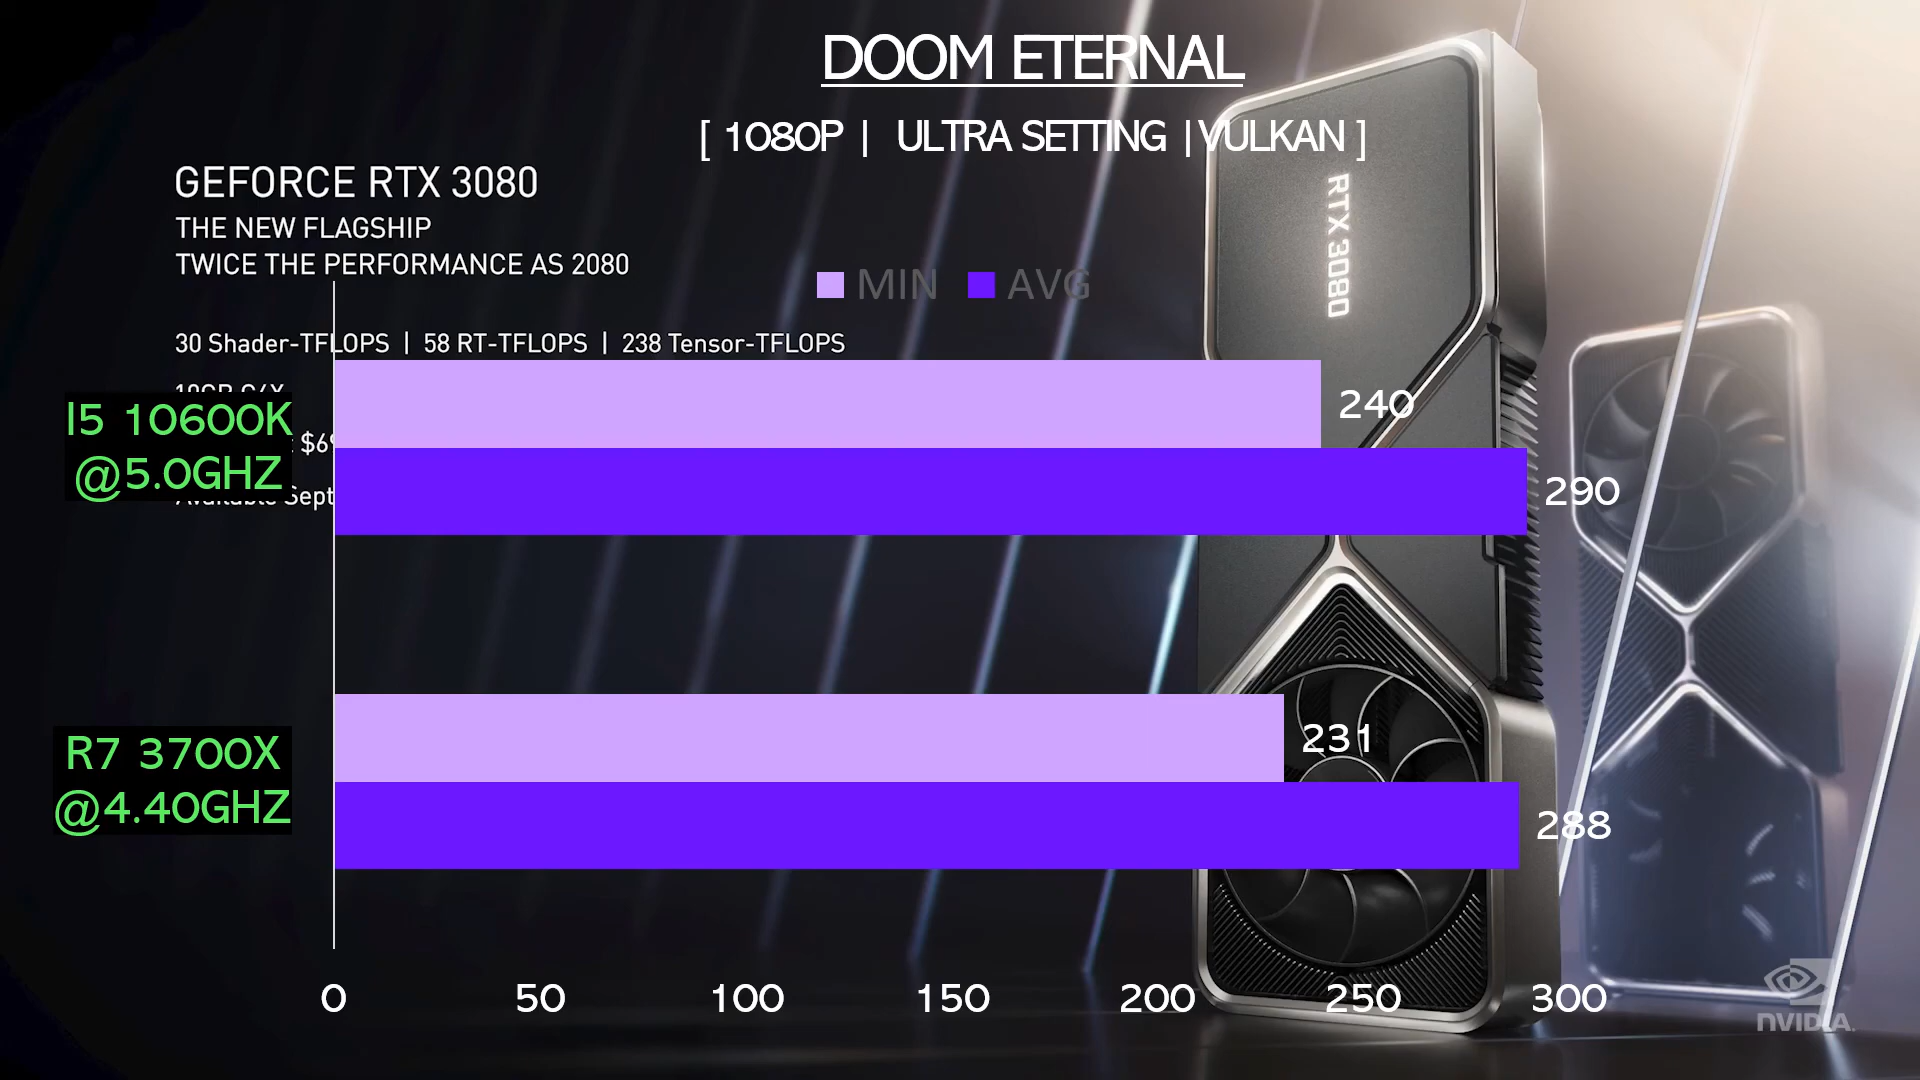 DOOM ETERNAL
[ 1080P | ULTRA SETTING | VULKAN ]
GEFORCE RTX 3080
THE NEW FLAGSHIP
TWICE THE PERFORMANCE AS 2080
RTX 3080
MIN AVG
30 Shader-TFLOPS | 58 RT-TFLOPS | 238 Tensor-TFLOPS
I5 10600K
@5.0GHZ
240
290
R7 3700X
@4.40GHZ
231
288
0 50 100 150 200 250 300
NVIDIA.